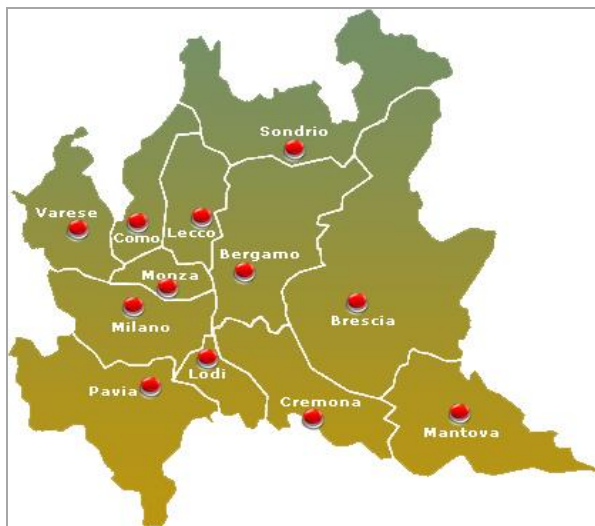 Sondrio
Varese
Como
Lecco
Bergamo
Monza
Milano
Brescia
Lodi
Pavia
Cremona
Mantova